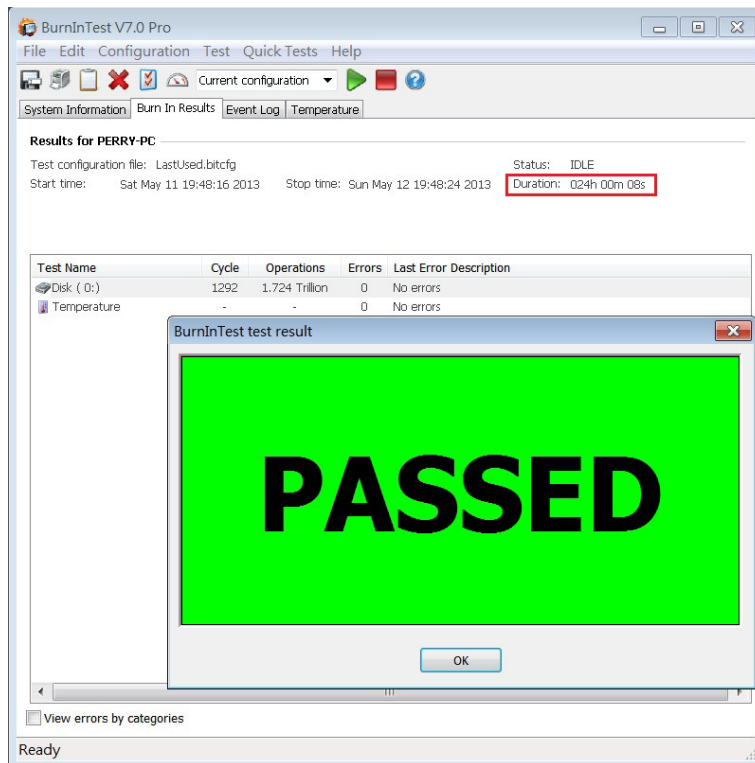 BurnInTest V7.0 Pro
File Edit Configuration Test Quick Tests Help
Current configuration
System Information Burn In Results Event Log Temperature
Results for PERRY-PC
Test configuration file: LastUsed.bitcfg Status: IDLE
Start time: Sat May 11 19:48:16 2013 Stop time: Sun May 12 19:48:24 2013 Duration: 024h 00m 08s
Test Name Cycle Operations Errors Last Error Description
Disk ( O:) 1292 1.724 Trillion 0 No errors
Temperature - - 0 No errors
BurnInTest test result
PASSED
OK
View errors by categories
Ready